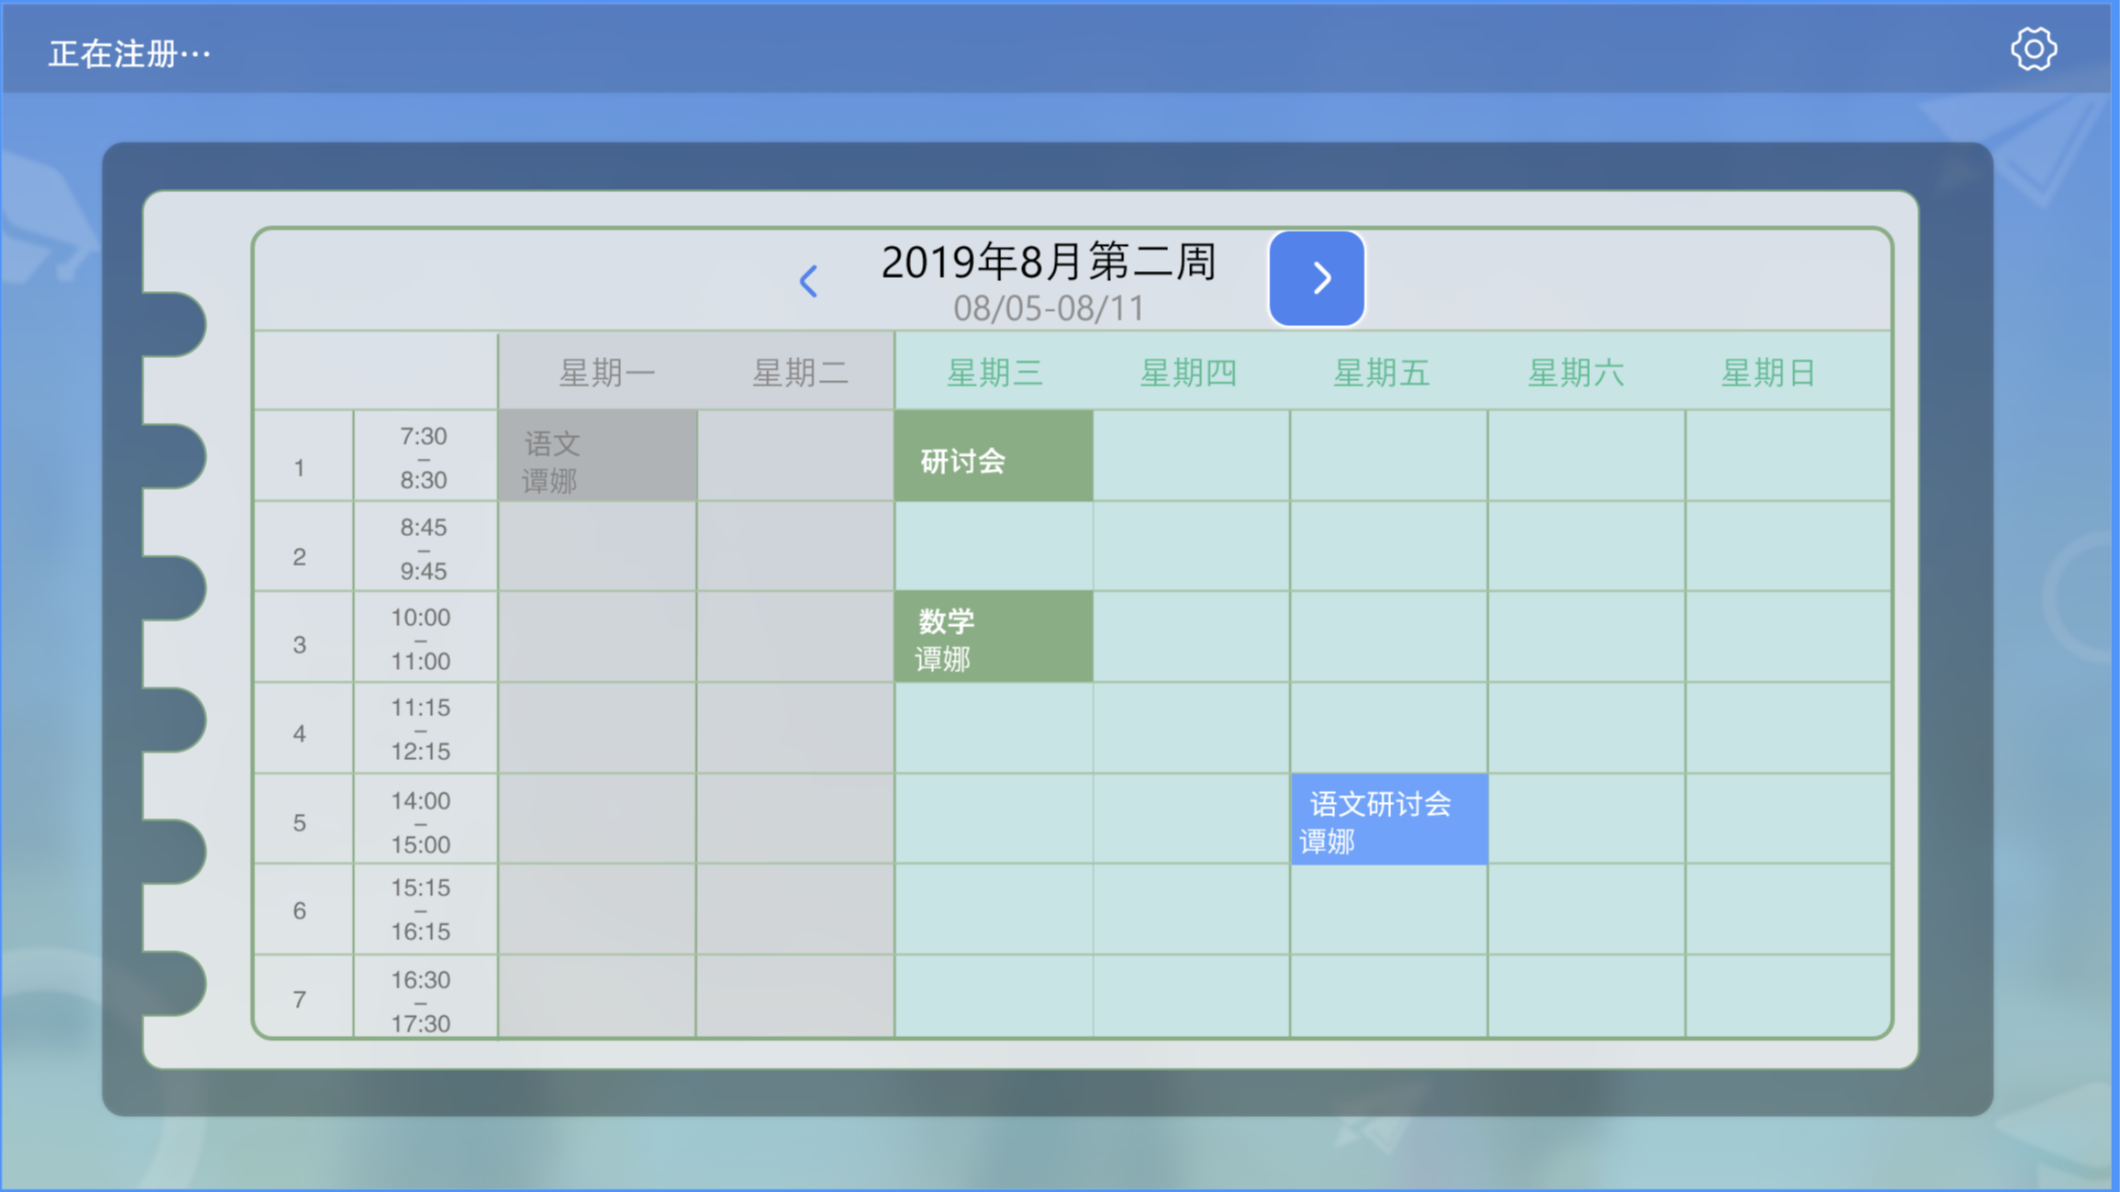 正在注册···
2019年8月第二周
08/05-08/11
星期一 星期二 星期三 星期四 星期五 星期六 星期日
1
7:30
–
8:30
语文
谭娜
研讨会
2
8:45
–
9:45
3
10:00
–
11:00
数学
谭娜
4
11:15
–
12:15
5
14:00
–
15:00
语文研讨会
谭娜
6
15:15
–
16:15
7
16:30
–
17:30